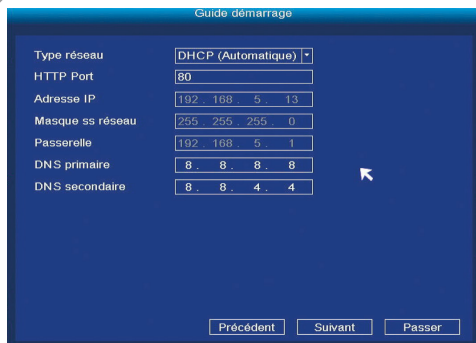 Guide démarrage
Type réseau DHCP (Automatique)
HTTP Port 80
Adresse IP 192 . 168 . 5 . 13
Masque ss réseau 255 . 255 . 255 . 0
Passerelle 192 . 168 . 5 . 1
DNS primaire 8 . 8 . 8 . 8
DNS secondaire 8 . 8 . 4 . 4
Précédent Suivant Passer